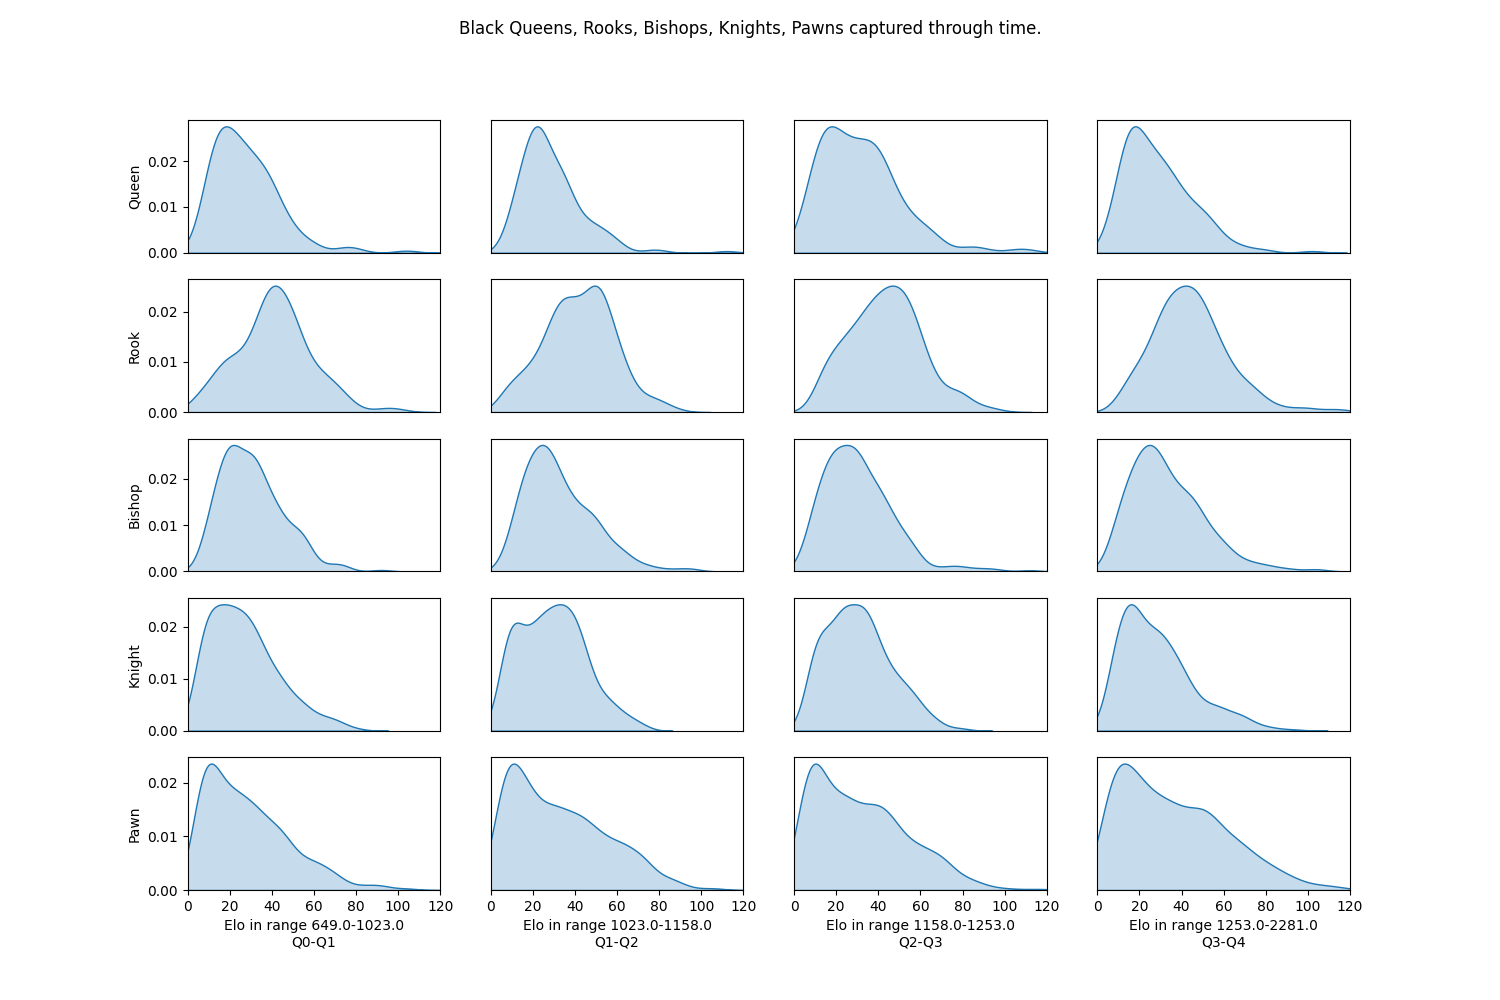 Black Queens, Rooks, Bishops, Knights, Pawns captured through time.
Queen
0.02
0.01
0.00
Rook
0.02
0.01
0.00
Bishop
0.02
0.01
0.00
Knight
0.02
0.01
0.00
Pawn
0.02
0.01
0.00
0 20 40 60 80 100 120
Elo in range 649.0-1023.0
Q0-Q1
0 20 40 60 80 100 120
Elo in range 1023.0-1158.0
Q1-Q2
0 20 40 60 80 100 120
Elo in range 1158.0-1253.0
Q2-Q3
0 20 40 60 80 100 120
Elo in range 1253.0-2281.0
Q3-Q4